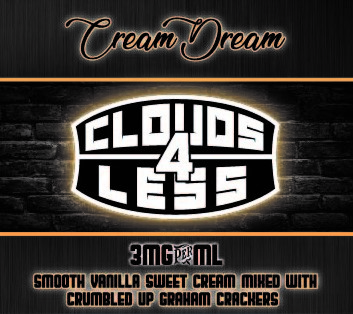 Cream Dream
CLOUDS
4
LESS
3MG PER ML
SMOOTH VANILLA SWEET CREAM MIXED WITH
CRUMBLED UP GRAHAM CRACKERS